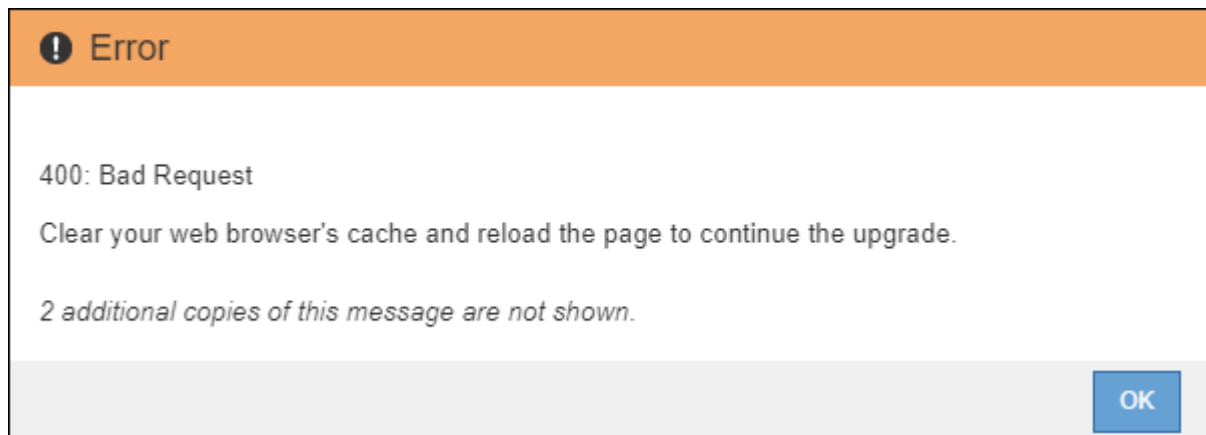 Error
400: Bad Request
Clear your web browser's cache and reload the page to continue the upgrade.
2 additional copies of this message are not shown.
OK